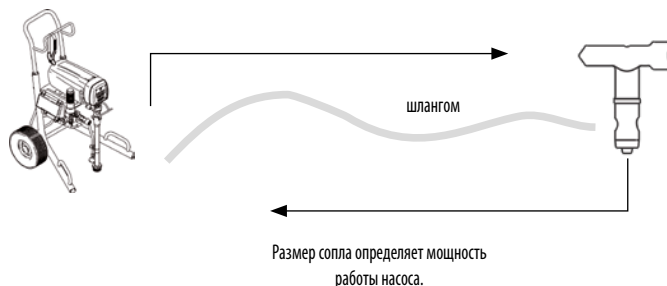 шлангом
Размер сопла определяет мощность
работы насоса.